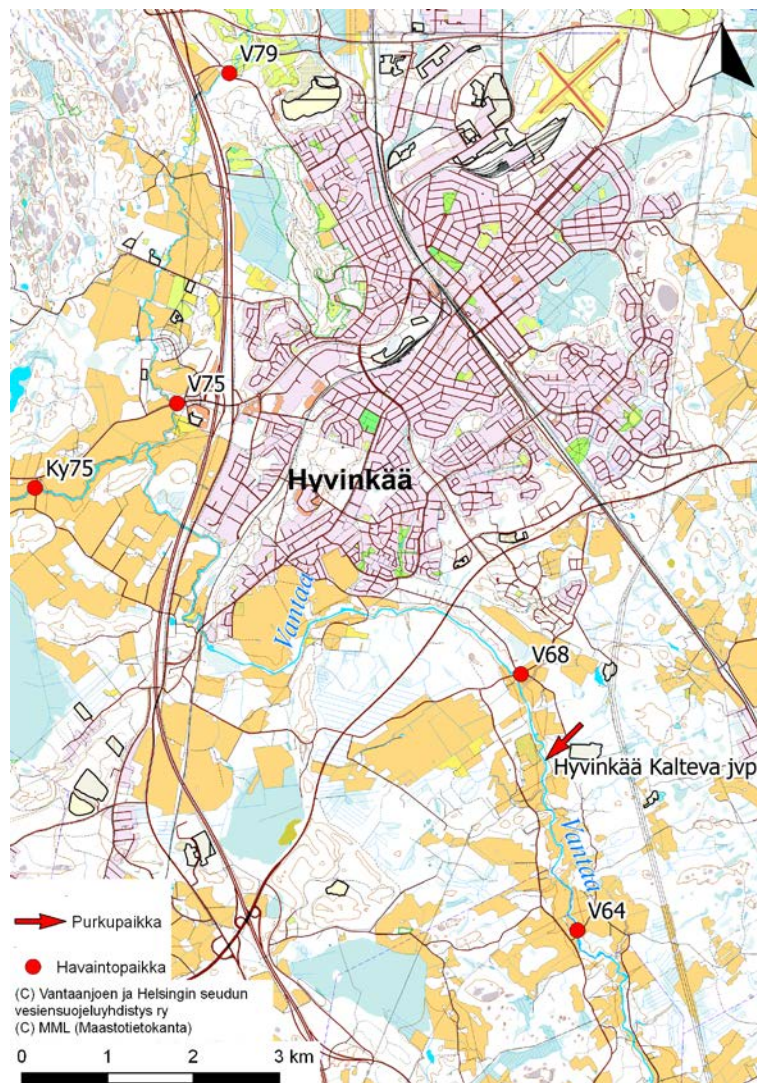 V79
V75
Ky75
Hyvinkää
Vantaa
V68
Hyvinkää Kalteva jvp
Vantaa
V64
Purkupaikka
Havaintopaikka
(C) Vantaanjoen ja Helsingin seudun
vesiensuojeluyhdistys ry
(C) MML (Maastotietokanta)
0 1 2 3 km